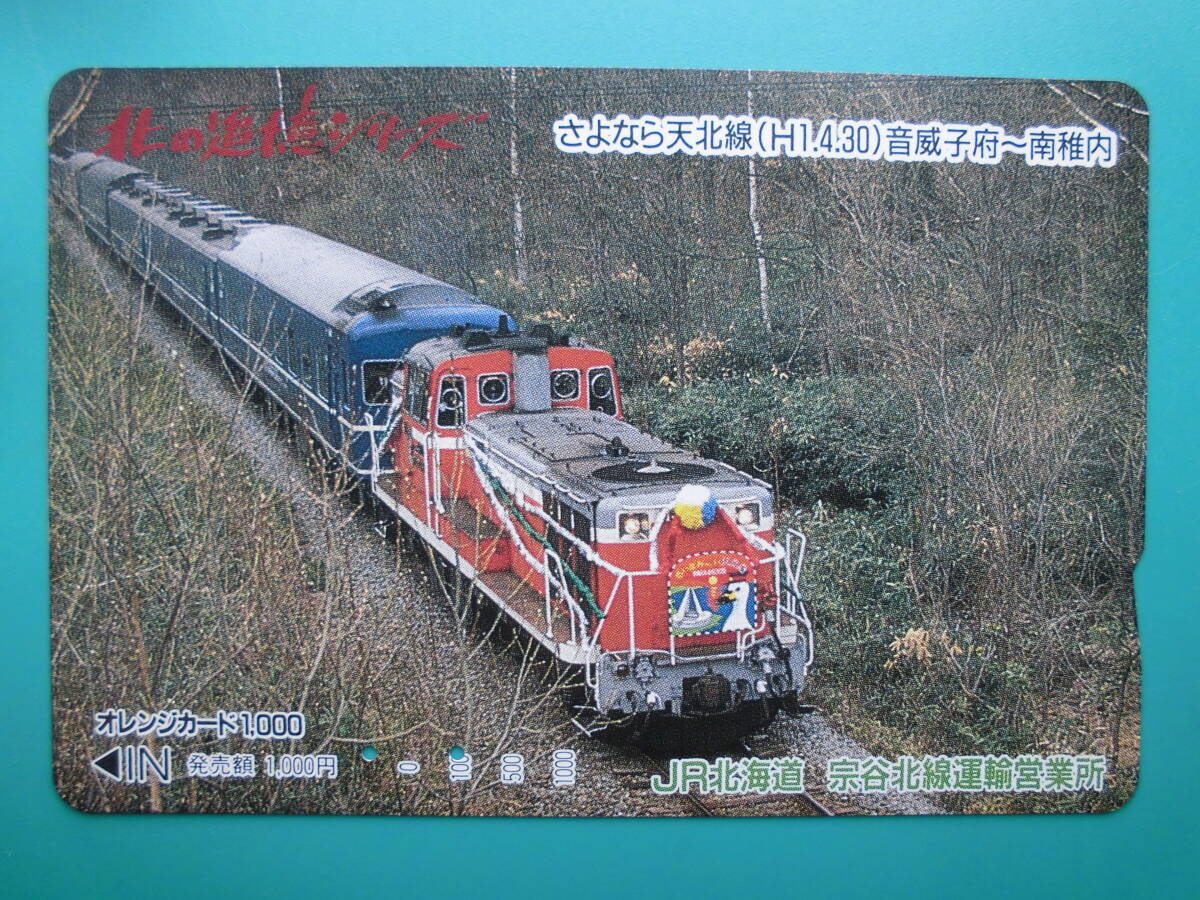 北の追憶シリーズ
さよなら天北線(H1.4.30)音威子府～南稚内
オレンジカード1,000
◀IN 発売額 1,000円 0 100 500 1000
JR北海道 宗谷北線運輸営業所